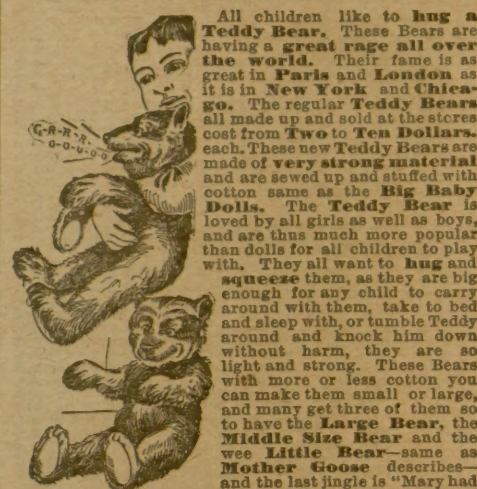 All children like to hug a
Teddy Bear. These Bears are
having a great rage all over
the world. Their fame is as
great in Paris and London as
it is in New York and Chica-
go. The regular Teddy Bears
all made up and sold at the stores
cost from Two to Ten Dollars.
each. These new Teddy Bears are
made of very strong material
and are sewed up and stuffed with
cotton same as the Big Baby
Dolls. The Teddy Bear is
loved by all girls as well as boys,
and are thus much more popular
than dolls for all children to play
with. They all want to hug and
squeeze them, as they are big
enough for any child to carry
around with them, take to bed
and sleep with, or tumble Teddy
around and knock him down
without harm, they are so
light and strong. These Bears
with more or less cotton you
can make them small or large,
and many get three of them so
to have the Large Bear, the
Middle Size Bear and the
wee Little Bear—same as
Mother Goose describes—
and the last jingle is "Mary had
G-R-R-R-
O-U-O-O